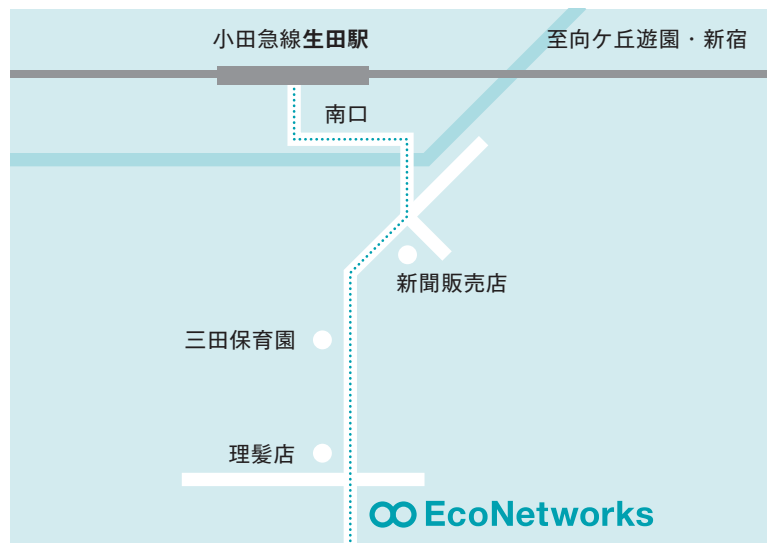 小田急線生田駅
至向ケ丘遊園・新宿
南口
新聞販売店
三田保育園
理髪店
EcoNetworks